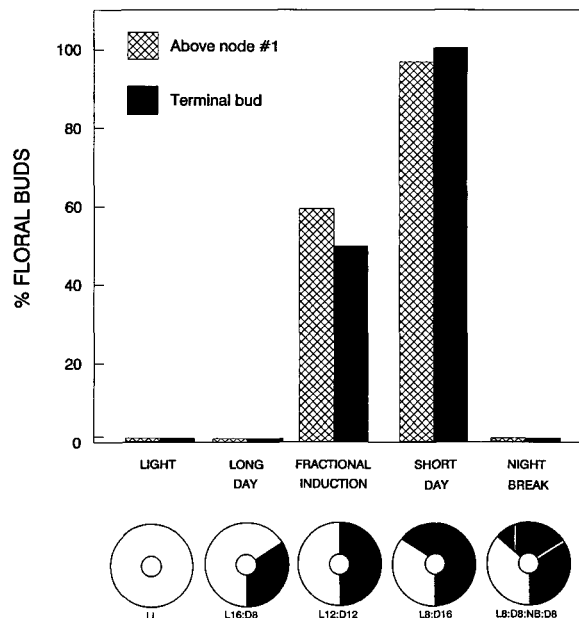 Above node #1
Terminal bud
% FLORAL BUDS
100
80
60
40
20
0
LIGHT
LONG
DAY
FRACTIONAL
INDUCTION
SHORT
DAY
NIGHT
BREAK
LI
L16:D8
L12:D12
L8:D16
L8:D8:NB:D8